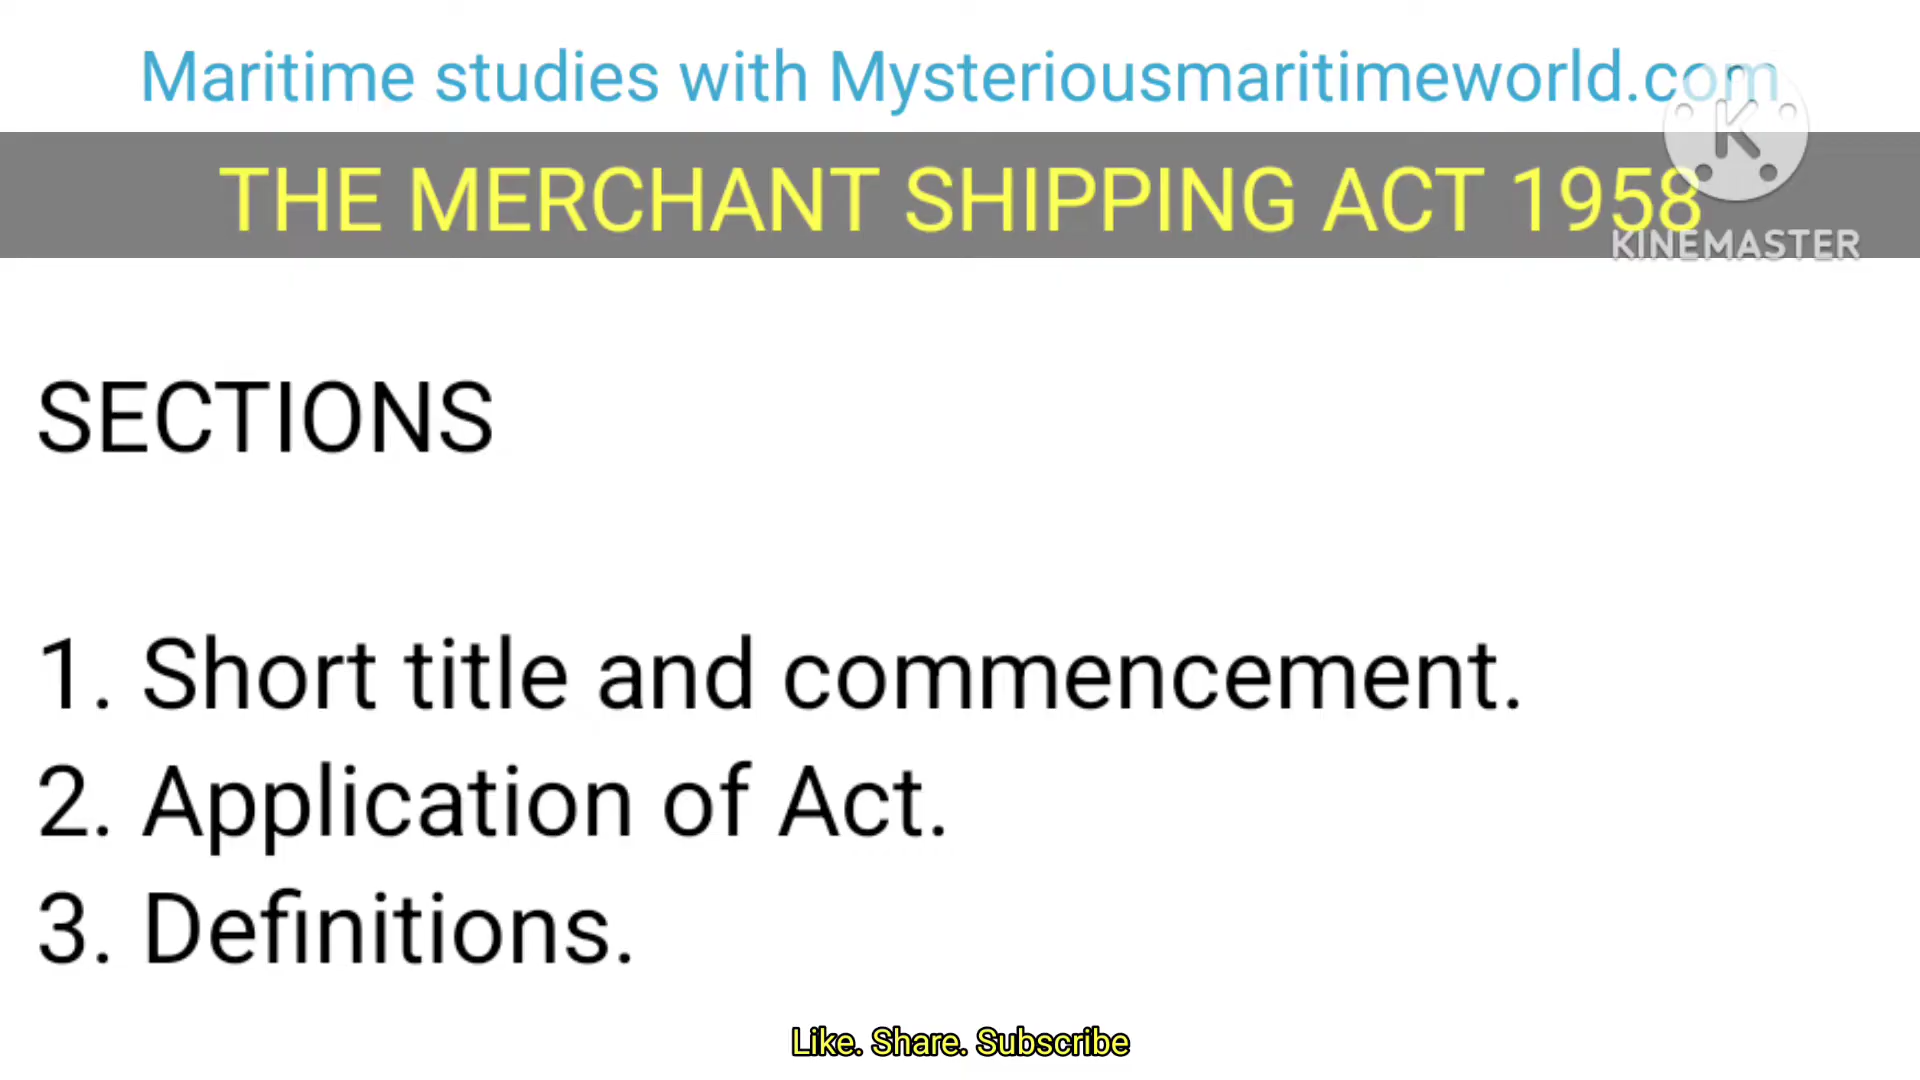 Maritime studies with Mysteriousmaritimeworld.com
K
THE MERCHANT SHIPPING ACT 1958
KINEMASTER
SECTIONS
1. Short title and commencement.
2. Application of Act.
3. Definitions.
Like. Share. Subscribe